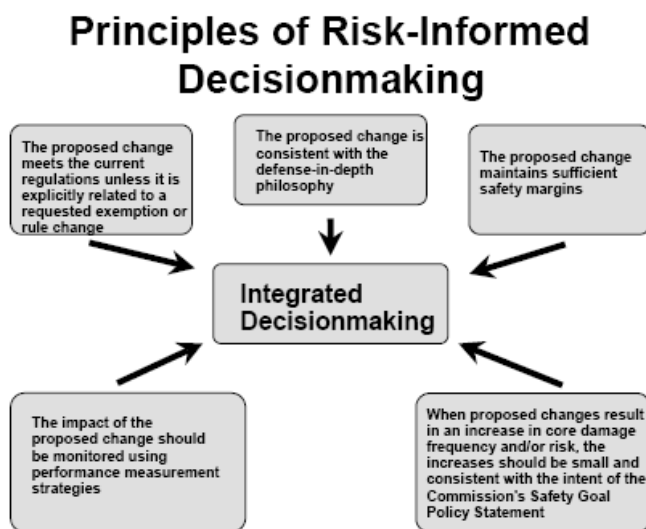 Principles of Risk-Informed
Decisionmaking
The proposed change
meets the current
regulations unless it is
explicitly related to a
requested exemption or
rule change
The proposed change is
consistent with the
defense-in-depth
philosophy
The proposed change
maintains sufficient
safety margins
Integrated
Decisionmaking
The impact of the
proposed change should
be monitored using
performance measurement
strategies
When proposed changes result
in an increase in core damage
frequency and/or risk, the
increases should be small and
consistent with the intent of the
Commission's Safety Goal
Policy Statement